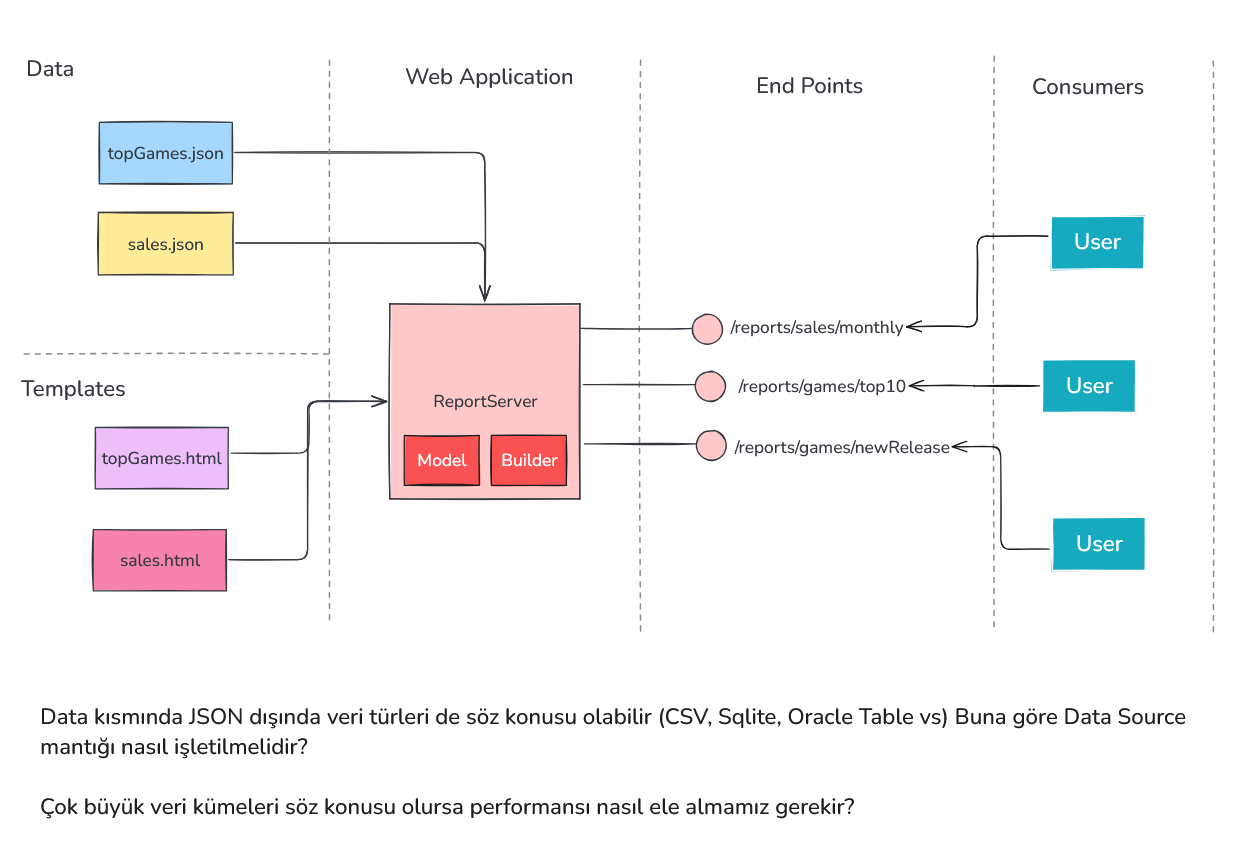 Data
Web Application
End Points
Consumers
topGames.json
sales.json
User
/reports/sales/monthly
Templates
ReportServer
/reports/games/top10
User
topGames.html
Model
Builder
/reports/games/newRelease
sales.html
User
Data kısmında JSON dışında veri türleri de söz konusu olabilir (CSV, Sqlite, Oracle Table vs) Buna göre Data Source
mantığı nasıl işletilmelidir?
Çok büyük veri kümeleri söz konusu olursa performansı nasıl ele almamız gerekir?